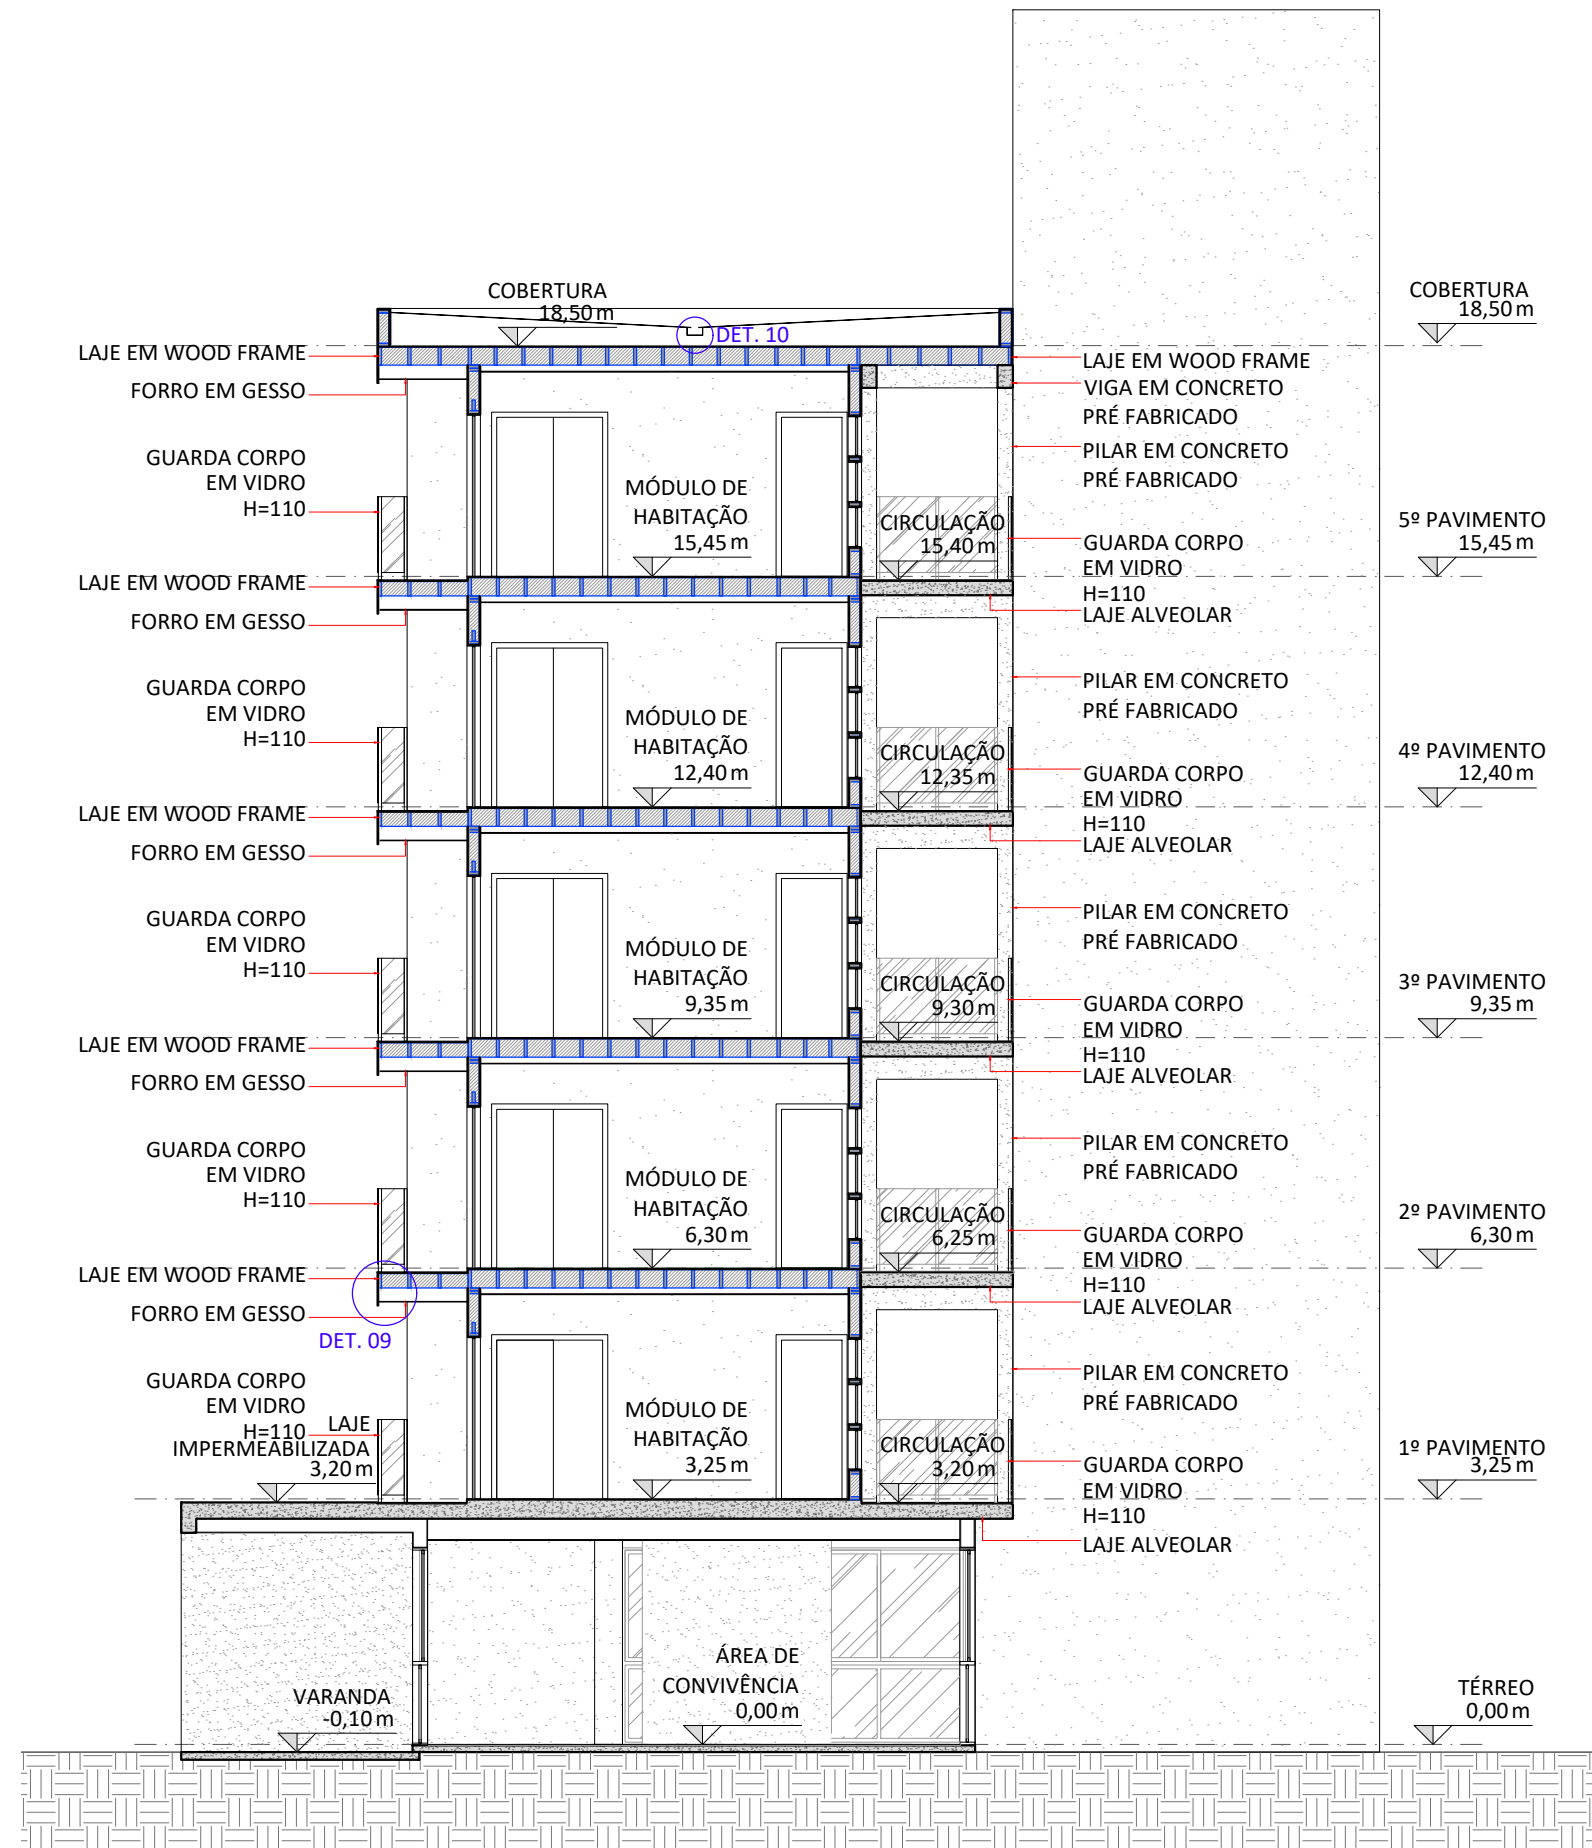 COBERTURA
18,50 m
DET. 10
COBERTURA
18,50 m
LAJE EM WOOD FRAME
FORRO EM GESSO
LAJE EM WOOD FRAME
VIGA EM CONCRETO
PRÉ FABRICADO
PILAR EM CONCRETO
PRÉ FABRICADO
GUARDA CORPO
EM VIDRO
H=110
MÓDULO DE
HABITAÇÃO
15,45 m
CIRCULAÇÃO
15,40 m
GUARDA CORPO
EM VIDRO
H=110
LAJE ALVEOLAR
5º PAVIMENTO
15,45 m
LAJE EM WOOD FRAME
FORRO EM GESSO
GUARDA CORPO
EM VIDRO
H=110
MÓDULO DE
HABITAÇÃO
12,40 m
CIRCULAÇÃO
12,35 m
PILAR EM CONCRETO
PRÉ FABRICADO
GUARDA CORPO
EM VIDRO
H=110
LAJE ALVEOLAR
4º PAVIMENTO
12,40 m
LAJE EM WOOD FRAME
FORRO EM GESSO
GUARDA CORPO
EM VIDRO
H=110
MÓDULO DE
HABITAÇÃO
9,35 m
CIRCULAÇÃO
9,30 m
PILAR EM CONCRETO
PRÉ FABRICADO
GUARDA CORPO
EM VIDRO
H=110
LAJE ALVEOLAR
3º PAVIMENTO
9,35 m
LAJE EM WOOD FRAME
FORRO EM GESSO
GUARDA CORPO
EM VIDRO
H=110
MÓDULO DE
HABITAÇÃO
6,30 m
CIRCULAÇÃO
6,25 m
PILAR EM CONCRETO
PRÉ FABRICADO
GUARDA CORPO
EM VIDRO
H=110
LAJE ALVEOLAR
2º PAVIMENTO
6,30 m
LAJE EM WOOD FRAME
FORRO EM GESSO
DET. 09
GUARDA CORPO
EM VIDRO
H=110
LAJE
IMPERMEABILIZADA
3,20 m
MÓDULO DE
HABITAÇÃO
3,25 m
CIRCULAÇÃO
3,20 m
PILAR EM CONCRETO
PRÉ FABRICADO
GUARDA CORPO
EM VIDRO
H=110
LAJE ALVEOLAR
1º PAVIMENTO
3,25 m
VARANDA
-0,10 m
ÁREA DE
CONVIVÊNCIA
0,00 m
TÉRREO
0,00 m